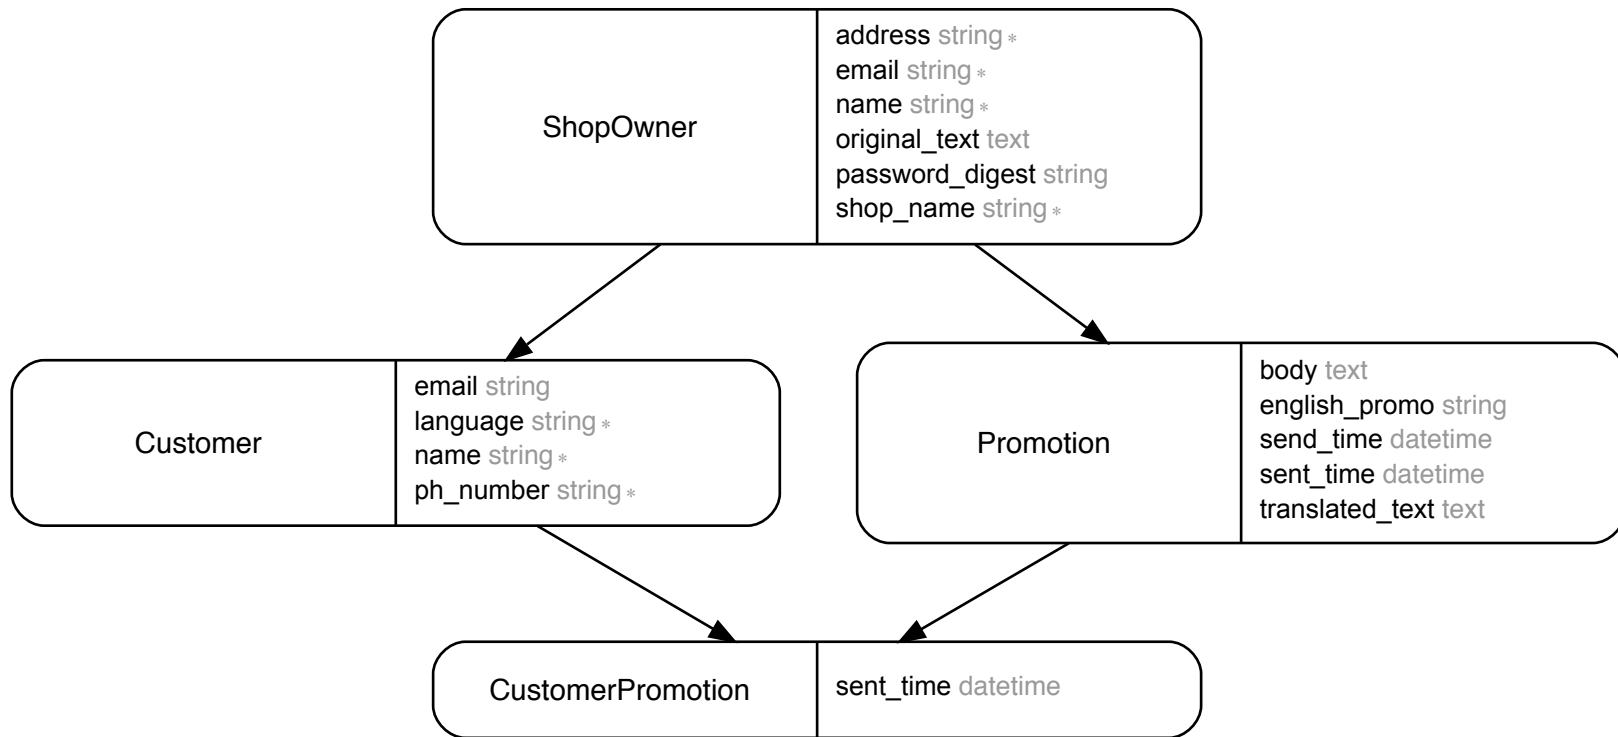 ShopOwner
address string *
email string *
name string *
original_text text
password_digest string
shop_name string *
Customer
email string
language string *
name string *
ph_number string *
Promotion
body text
english_promo string
send_time datetime
sent_time datetime
translated_text text
CustomerPromotion
sent_time datetime